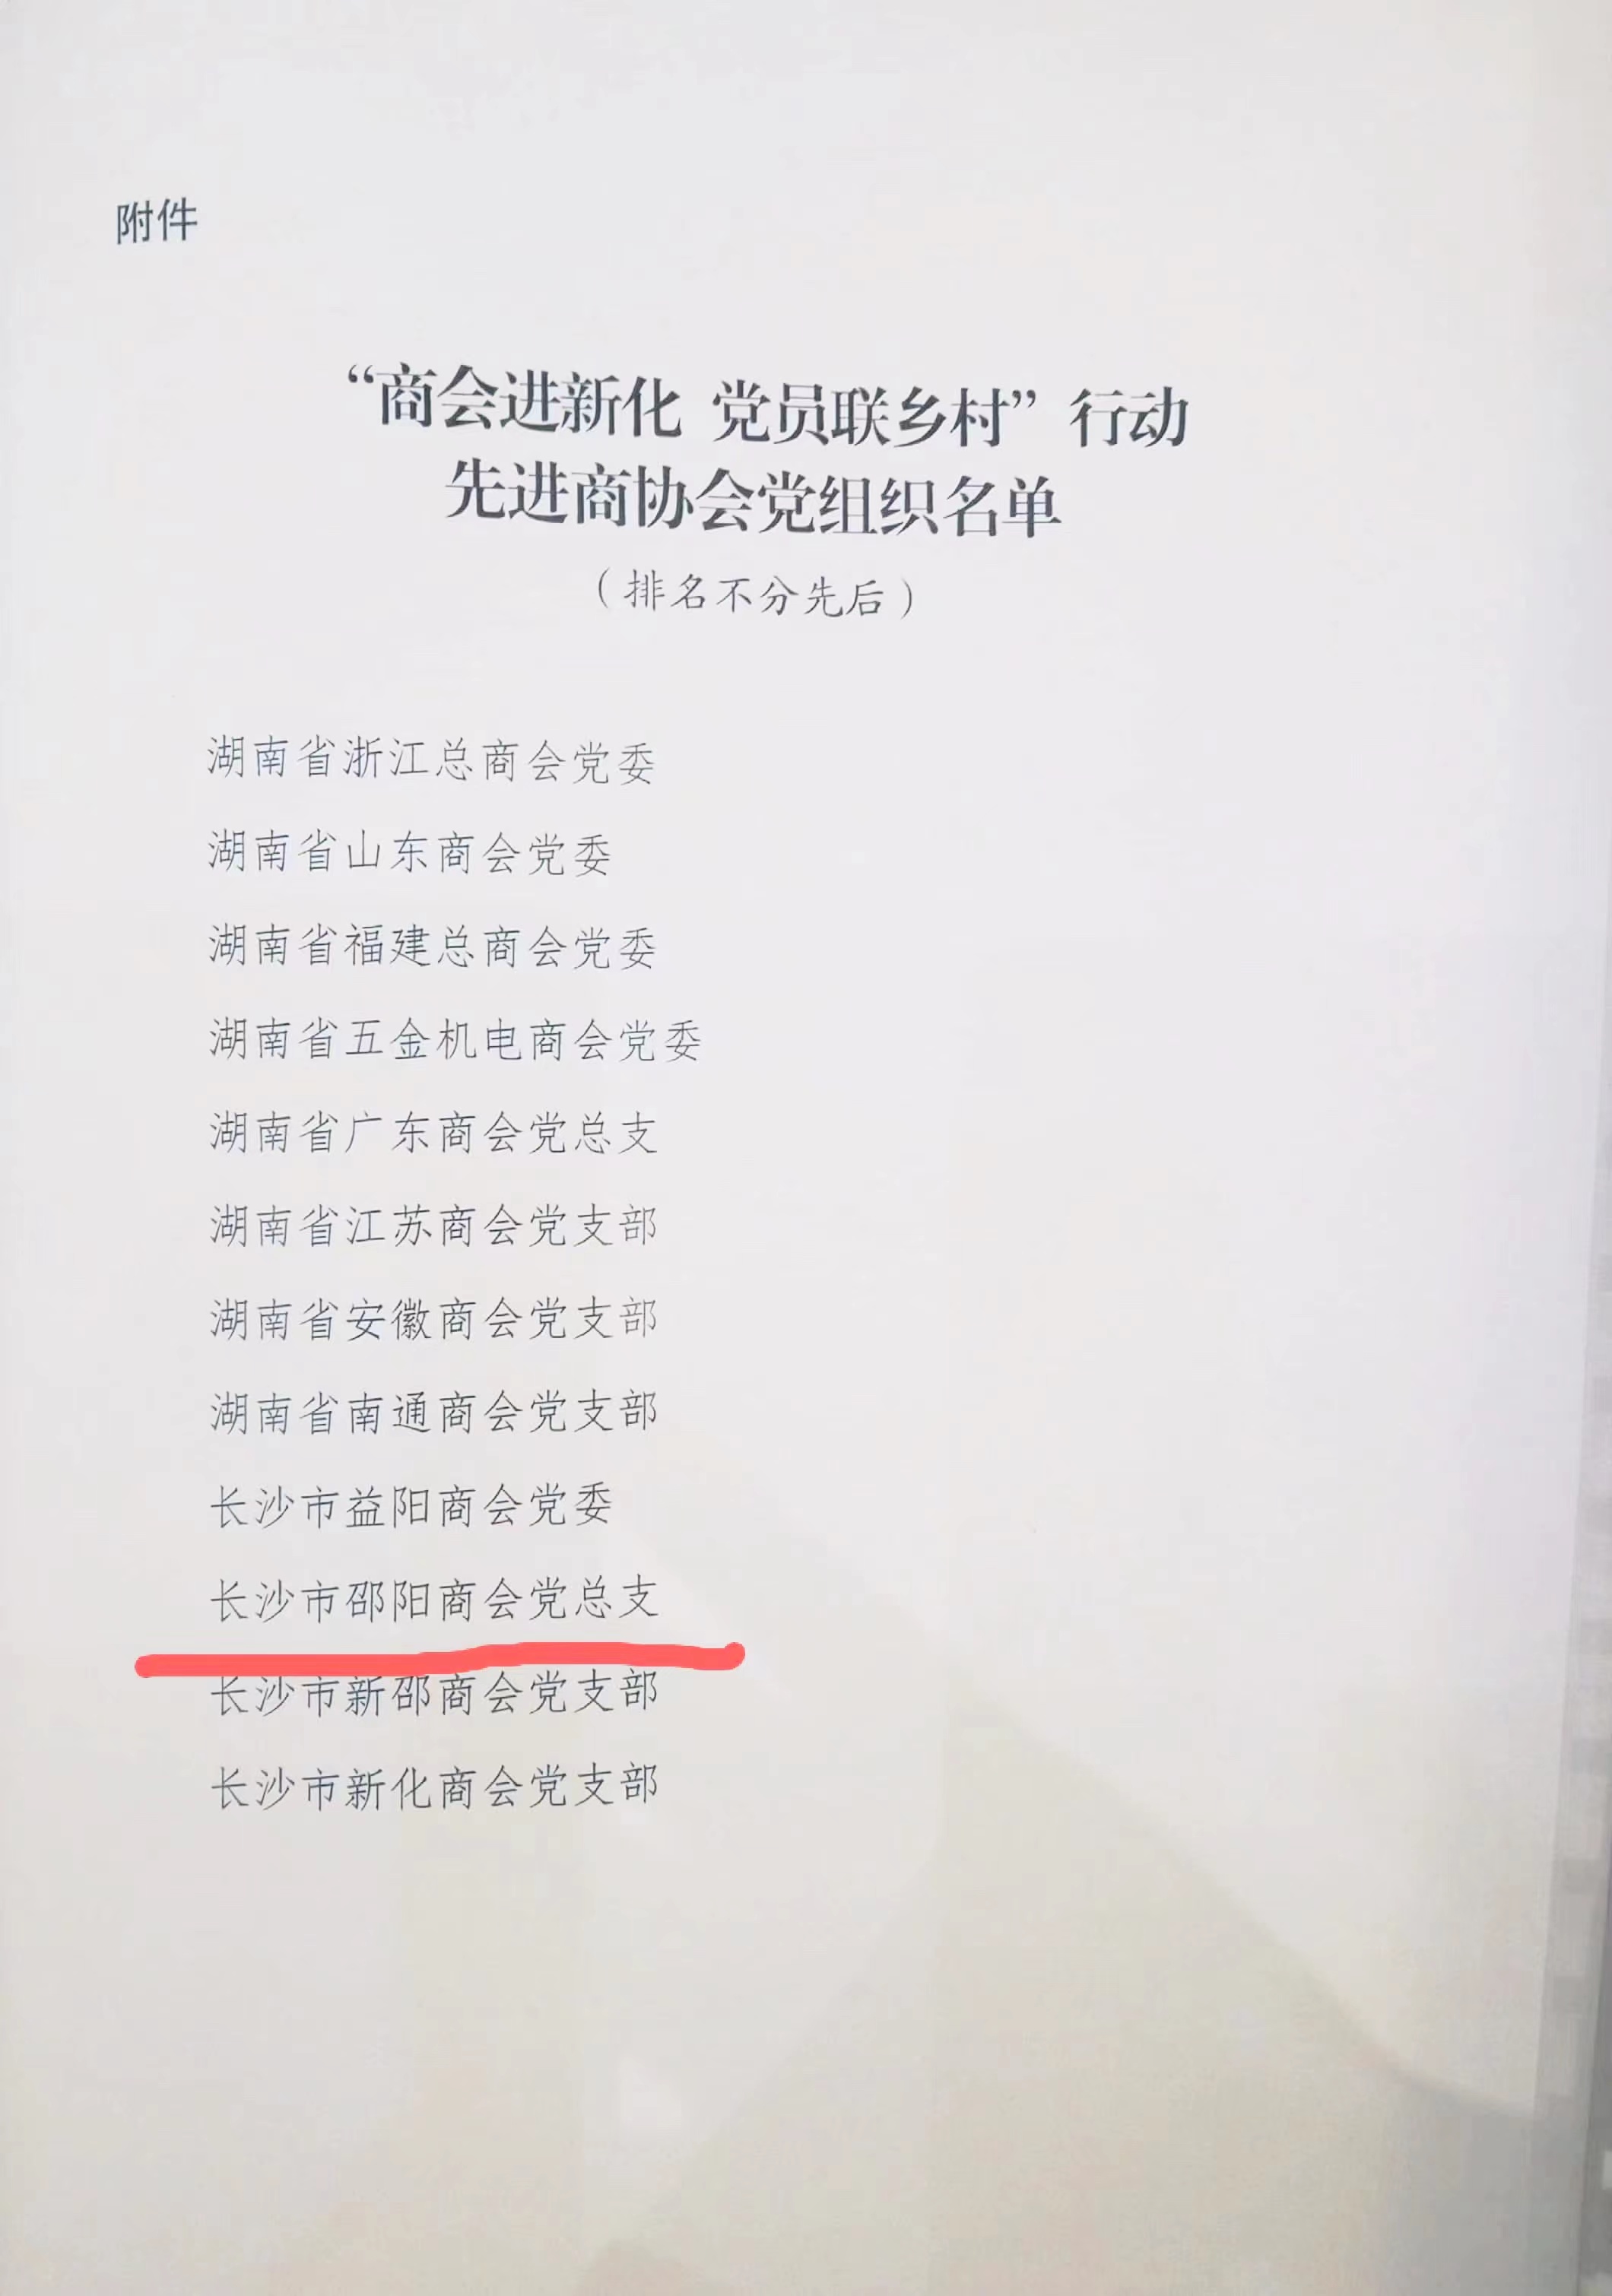 附件
“商会进新化 党员联乡村”行动
先进商协会党组织名单
（排名不分先后）
湖南省浙江总商会党委
湖南省山东商会党委
湖南省福建总商会党委
湖南省五金机电商会党委
湖南省广东商会党总支
湖南省江苏商会党支部
湖南省安徽商会党支部
湖南省南通商会党支部
长沙市益阳商会党委
长沙市邵阳商会党总支
长沙市新邵商会党支部
长沙市新化商会党支部